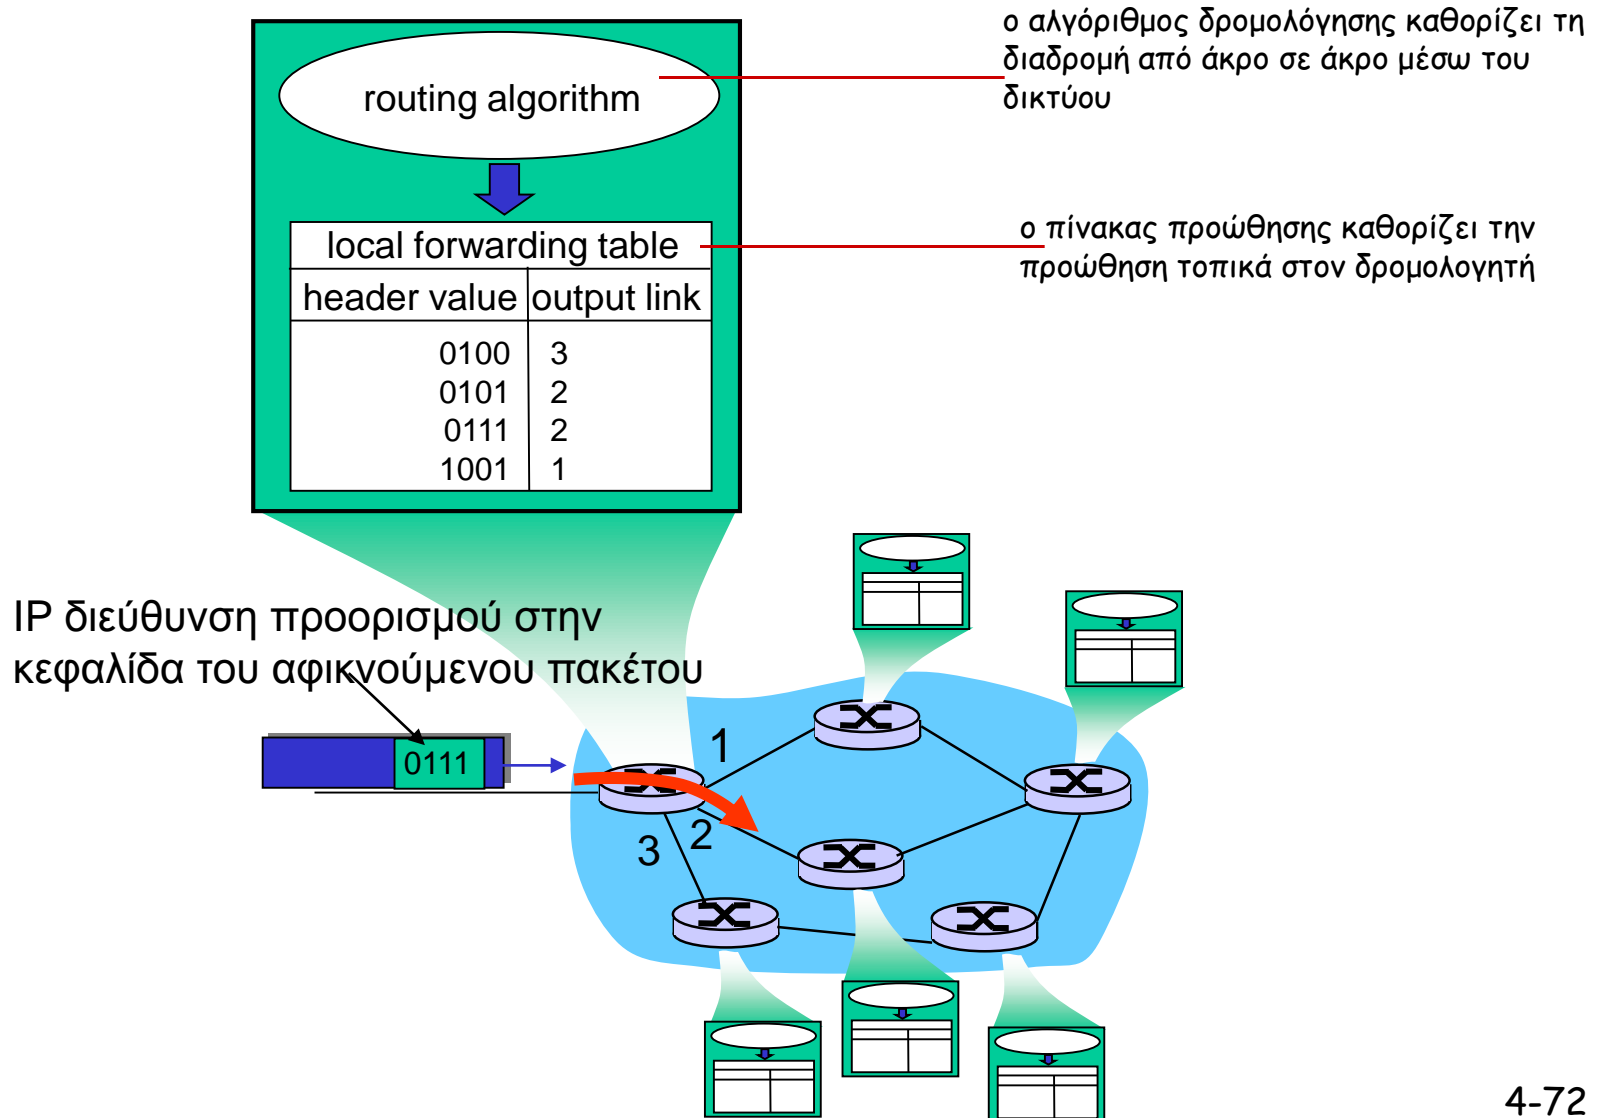 ο αλγόριθμος δρομολόγησης καθορίζει τη
διαδρομή από άκρο σε άκρο μέσω του
δικτύου
routing algorithm
ο πίνακας προώθησης καθορίζει την
προώθηση τοπικά στον δρομολογητή
local forwarding table
header value output link
0100 3
0101 2
0111 2
1001 1
IP διεύθυνση προορισμού στην
κεφαλίδα του αφικνούμενου πακέτου
0111
1
2
3
4-72